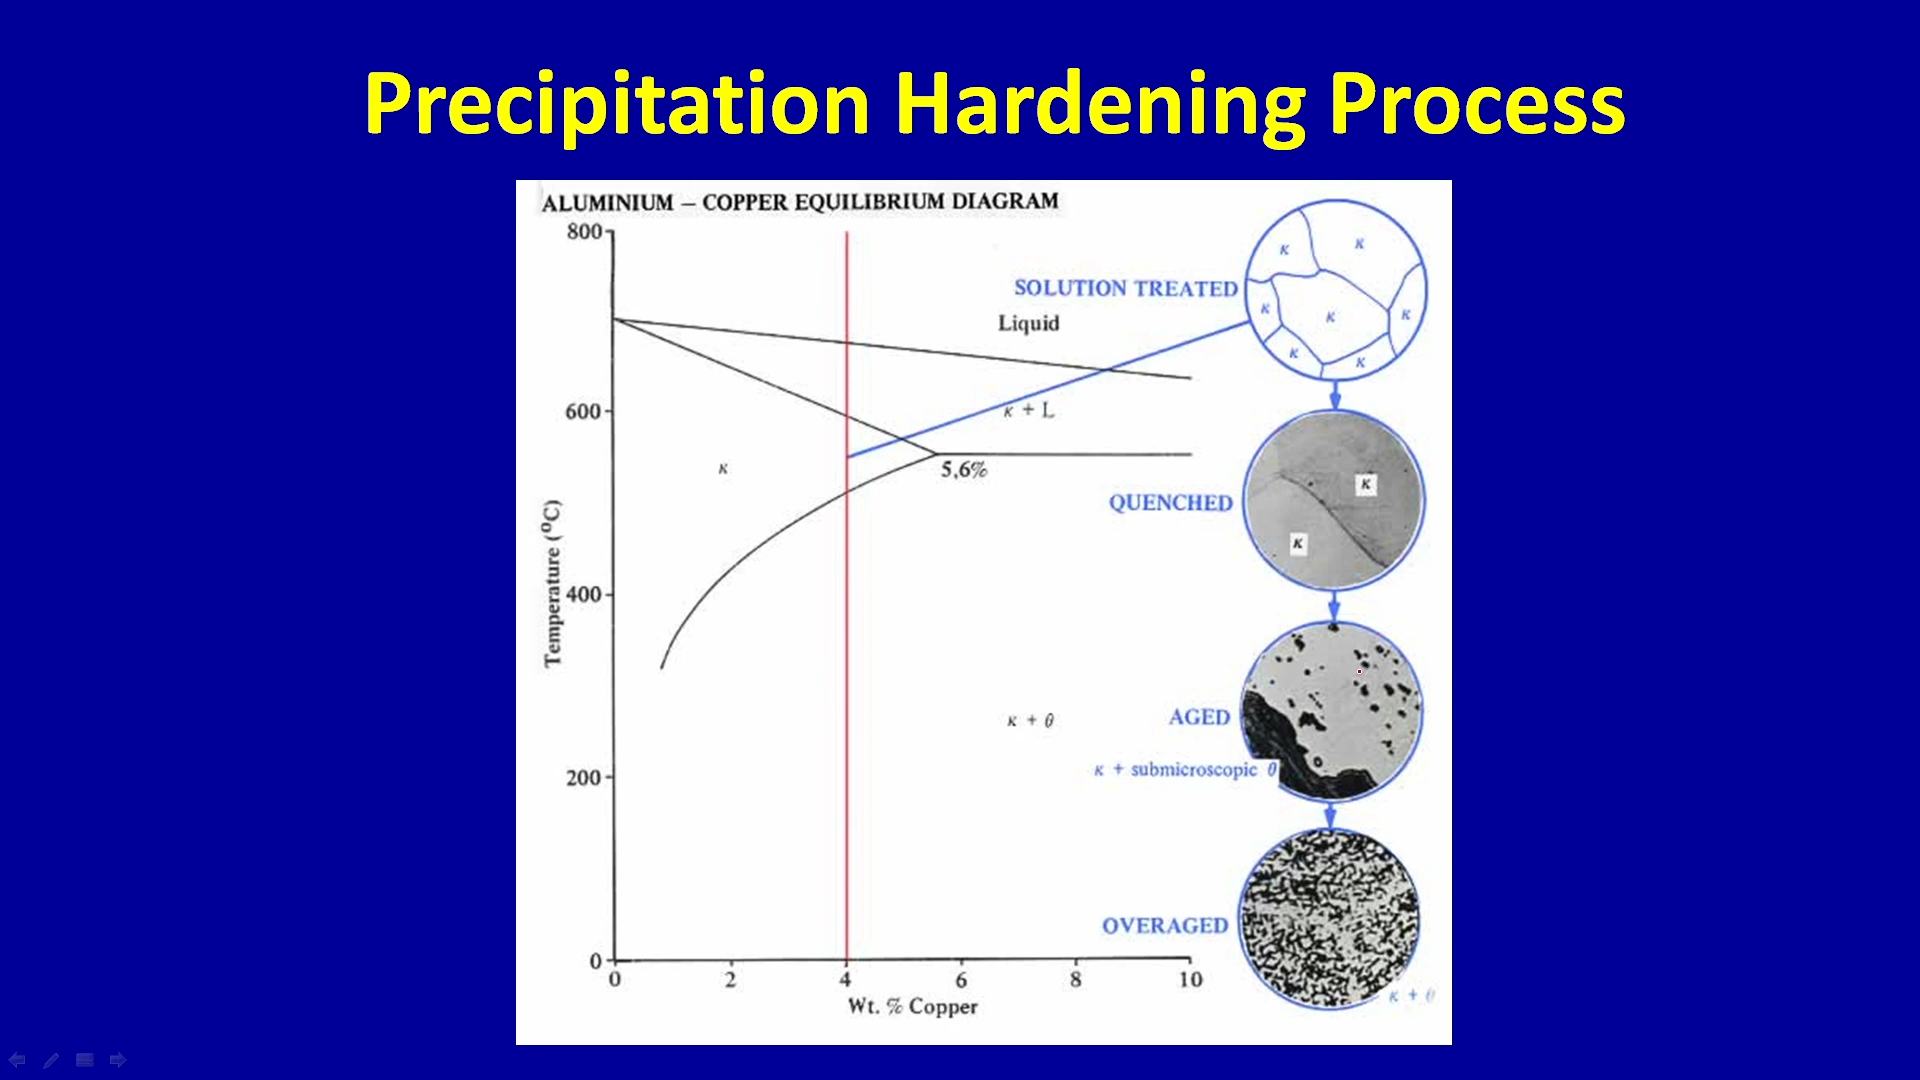 Precipitation Hardening Process
ALUMINIUM – COPPER EQUILIBRIUM DIAGRAM
800
600
400
200
0
Temperature (⁰C)
0 2 4 6 8 10
Wt. % Copper
Liquid
κ + L
κ
5,6%
κ + θ
SOLUTION TREATED
κ
κ
κ
κ
κ
κ
κ
QUENCHED
κ
κ
AGED
κ + submicroscopic θ
OVERAGED
κ + θ